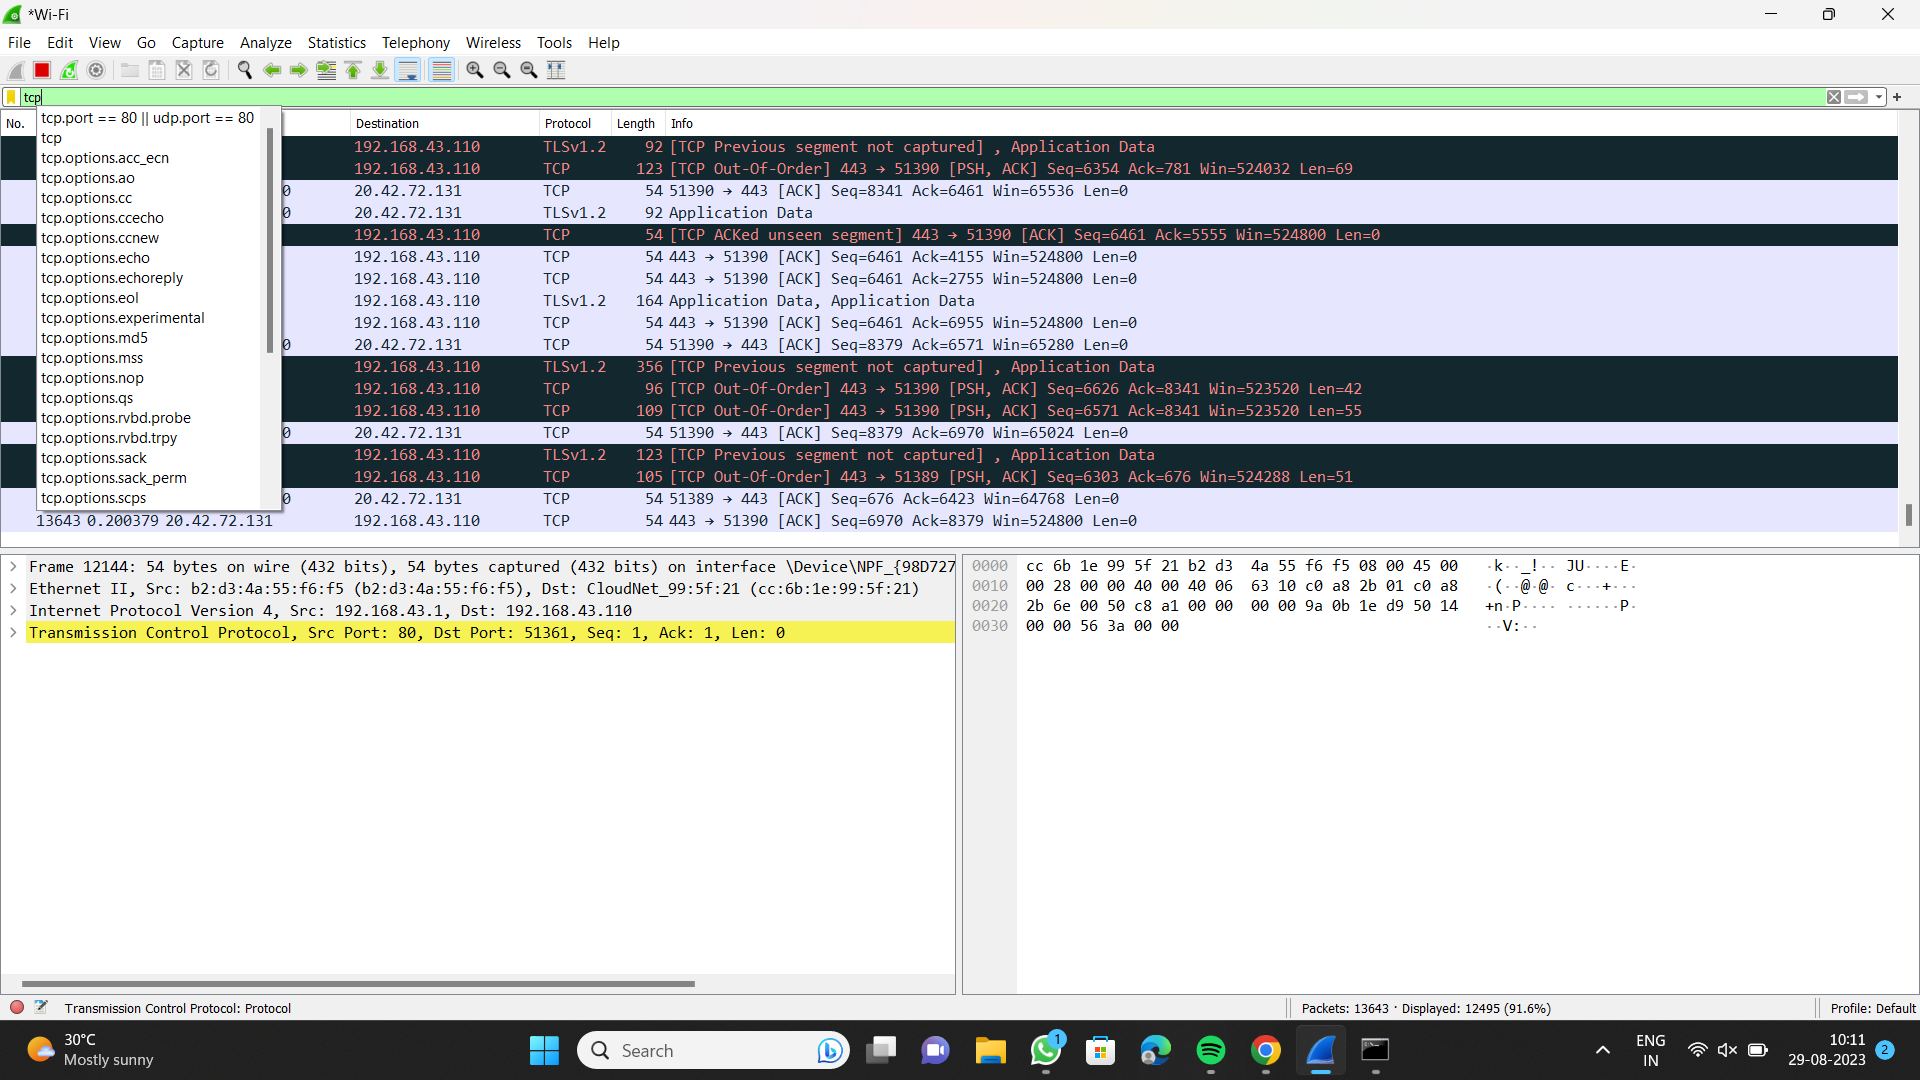 *Wi-Fi
File Edit View Go Capture Analyze Statistics Telephony Wireless Tools Help
tcp
No. Destination Protocol Length Info
tcp.port == 80 || udp.port == 80
tcp
tcp.options.acc_ecn
tcp.options.ao
tcp.options.cc
tcp.options.ccecho
tcp.options.ccnew
tcp.options.echo
tcp.options.echoreply
tcp.options.eol
tcp.options.experimental
tcp.options.md5
tcp.options.mss
tcp.options.nop
tcp.options.qs
tcp.options.rvbd.probe
tcp.options.rvbd.trpy
tcp.options.sack
tcp.options.sack_perm
tcp.options.scps
192.168.43.110 TLSv1.2 92 [TCP Previous segment not captured] , Application Data
192.168.43.110 TCP 123 [TCP Out-Of-Order] 443 → 51390 [PSH, ACK] Seq=6354 Ack=781 Win=524032 Len=69
0 20.42.72.131 TCP 54 51390 → 443 [ACK] Seq=8341 Ack=6461 Win=65536 Len=0
0 20.42.72.131 TLSv1.2 92 Application Data
192.168.43.110 TCP 54 [TCP ACKed unseen segment] 443 → 51390 [ACK] Seq=6461 Ack=5555 Win=524800 Len=0
192.168.43.110 TCP 54 443 → 51390 [ACK] Seq=6461 Ack=4155 Win=524800 Len=0
192.168.43.110 TCP 54 443 → 51390 [ACK] Seq=6461 Ack=2755 Win=524800 Len=0
192.168.43.110 TLSv1.2 164 Application Data, Application Data
192.168.43.110 TCP 54 443 → 51390 [ACK] Seq=6461 Ack=6955 Win=524800 Len=0
0 20.42.72.131 TCP 54 51390 → 443 [ACK] Seq=8379 Ack=6571 Win=65280 Len=0
192.168.43.110 TLSv1.2 356 [TCP Previous segment not captured] , Application Data
192.168.43.110 TCP 96 [TCP Out-Of-Order] 443 → 51390 [PSH, ACK] Seq=6626 Ack=8341 Win=523520 Len=42
192.168.43.110 TCP 109 [TCP Out-Of-Order] 443 → 51390 [PSH, ACK] Seq=6571 Ack=8341 Win=523520 Len=55
0 20.42.72.131 TCP 54 51390 → 443 [ACK] Seq=8379 Ack=6970 Win=65024 Len=0
192.168.43.110 TLSv1.2 123 [TCP Previous segment not captured] , Application Data
192.168.43.110 TCP 105 [TCP Out-Of-Order] 443 → 51389 [PSH, ACK] Seq=6303 Ack=676 Win=524288 Len=51
0 20.42.72.131 TCP 54 51389 → 443 [ACK] Seq=676 Ack=6423 Win=64768 Len=0
13643 0.200379 20.42.72.131 192.168.43.110 TCP 54 443 → 51390 [ACK] Seq=6970 Ack=8379 Win=524800 Len=0
Frame 12144: 54 bytes on wire (432 bits), 54 bytes captured (432 bits) on interface \Device\NPF_{98D727
Ethernet II, Src: b2:d3:4a:55:f6:f5 (b2:d3:4a:55:f6:f5), Dst: CloudNet_99:5f:21 (cc:6b:1e:99:5f:21)
Internet Protocol Version 4, Src: 192.168.43.1, Dst: 192.168.43.110
Transmission Control Protocol, Src Port: 80, Dst Port: 51361, Seq: 1, Ack: 1, Len: 0
0000 cc 6b 1e 99 5f 21 b2 d3 4a 55 f6 f5 08 00 45 00 ·k··_!·· JU····E·
0010 00 28 00 00 40 00 40 06 63 10 c0 a8 2b 01 c0 a8 ·(··@·@· c···+···
0020 2b 6e 00 50 c8 a1 00 00 00 00 9a 0b 1e d9 50 14 +n·P···· ······P·
0030 00 00 56 3a 00 00 ··V:··
Transmission Control Protocol: Protocol
Packets: 13643 · Displayed: 12495 (91.6%)
Profile: Default
30°C
Mostly sunny
Search
1
ENG
IN
10:11
29-08-2023
2